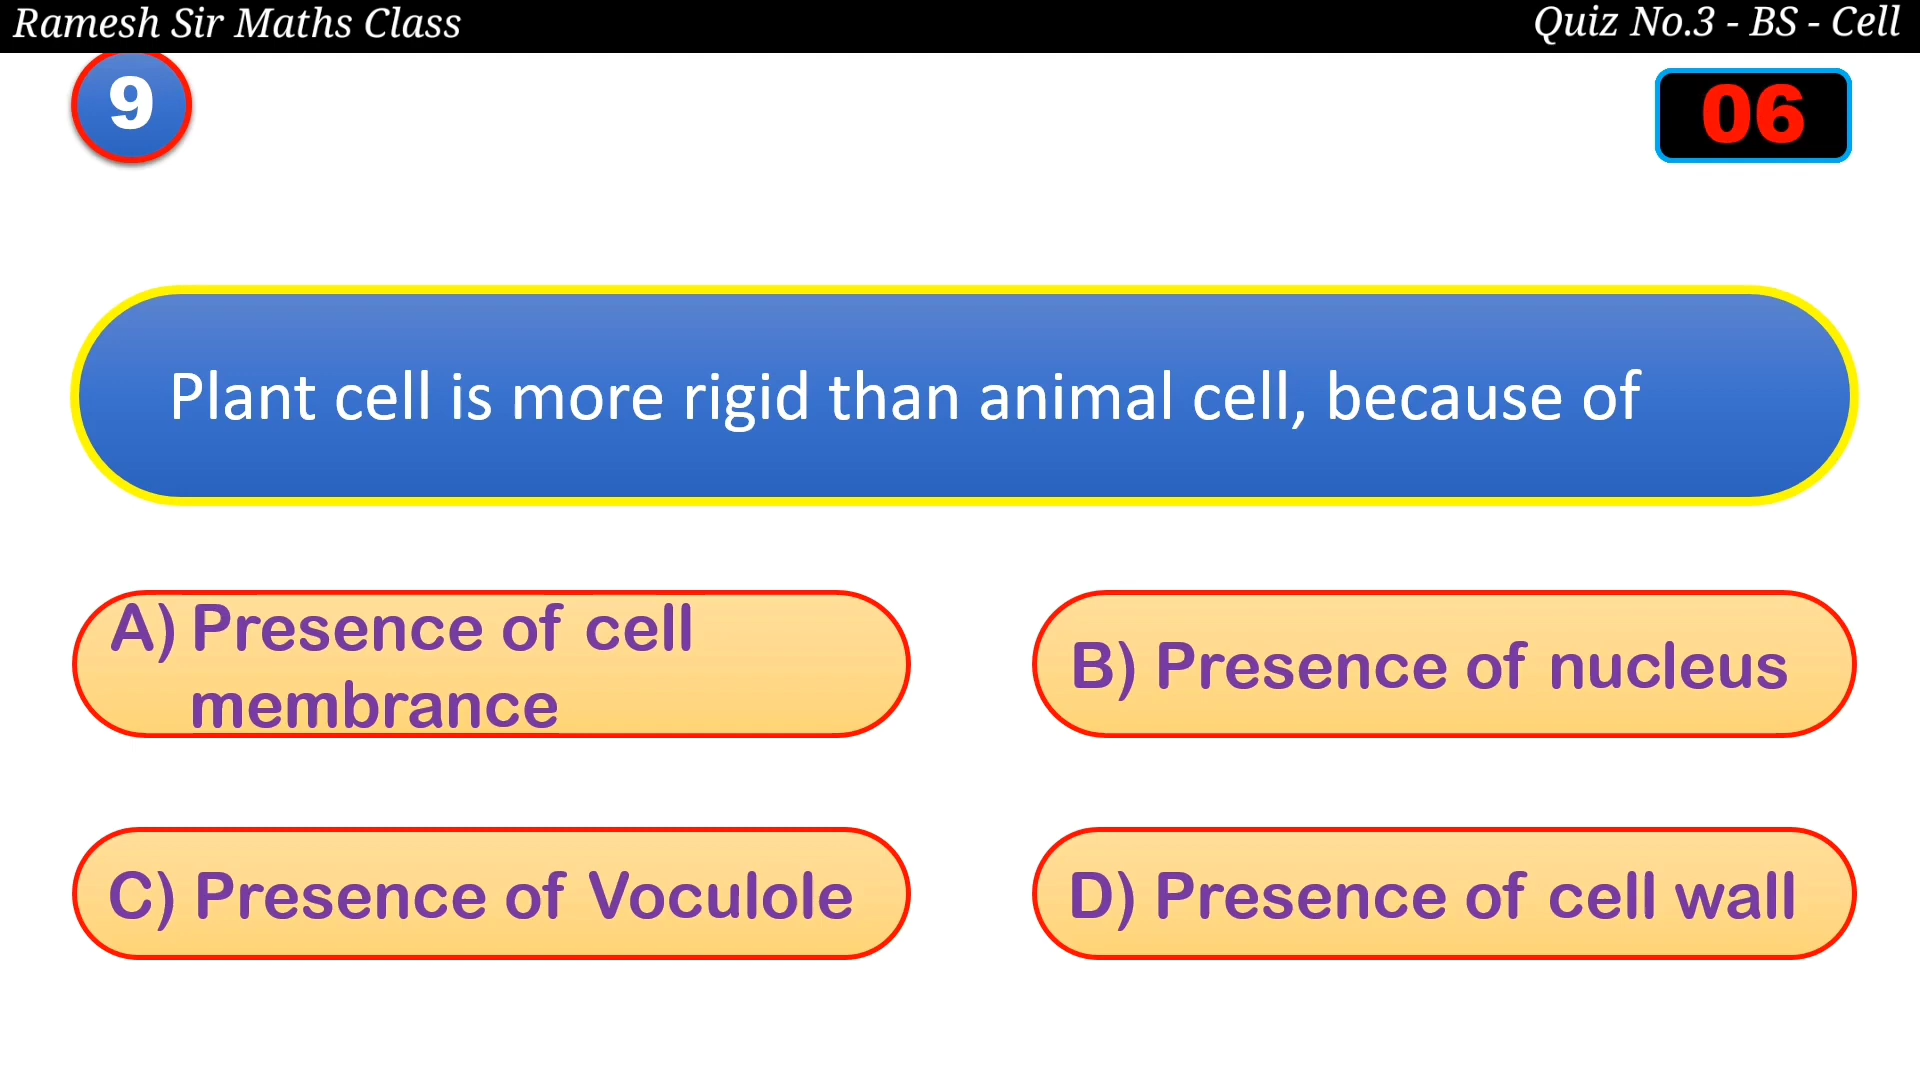 Ramesh Sir Maths Class
Quiz No.3 - BS - Cell
9
06
Plant cell is more rigid than animal cell, because of
A) Presence of cell
membrance
B) Presence of nucleus
C) Presence of Voculole
D) Presence of cell wall